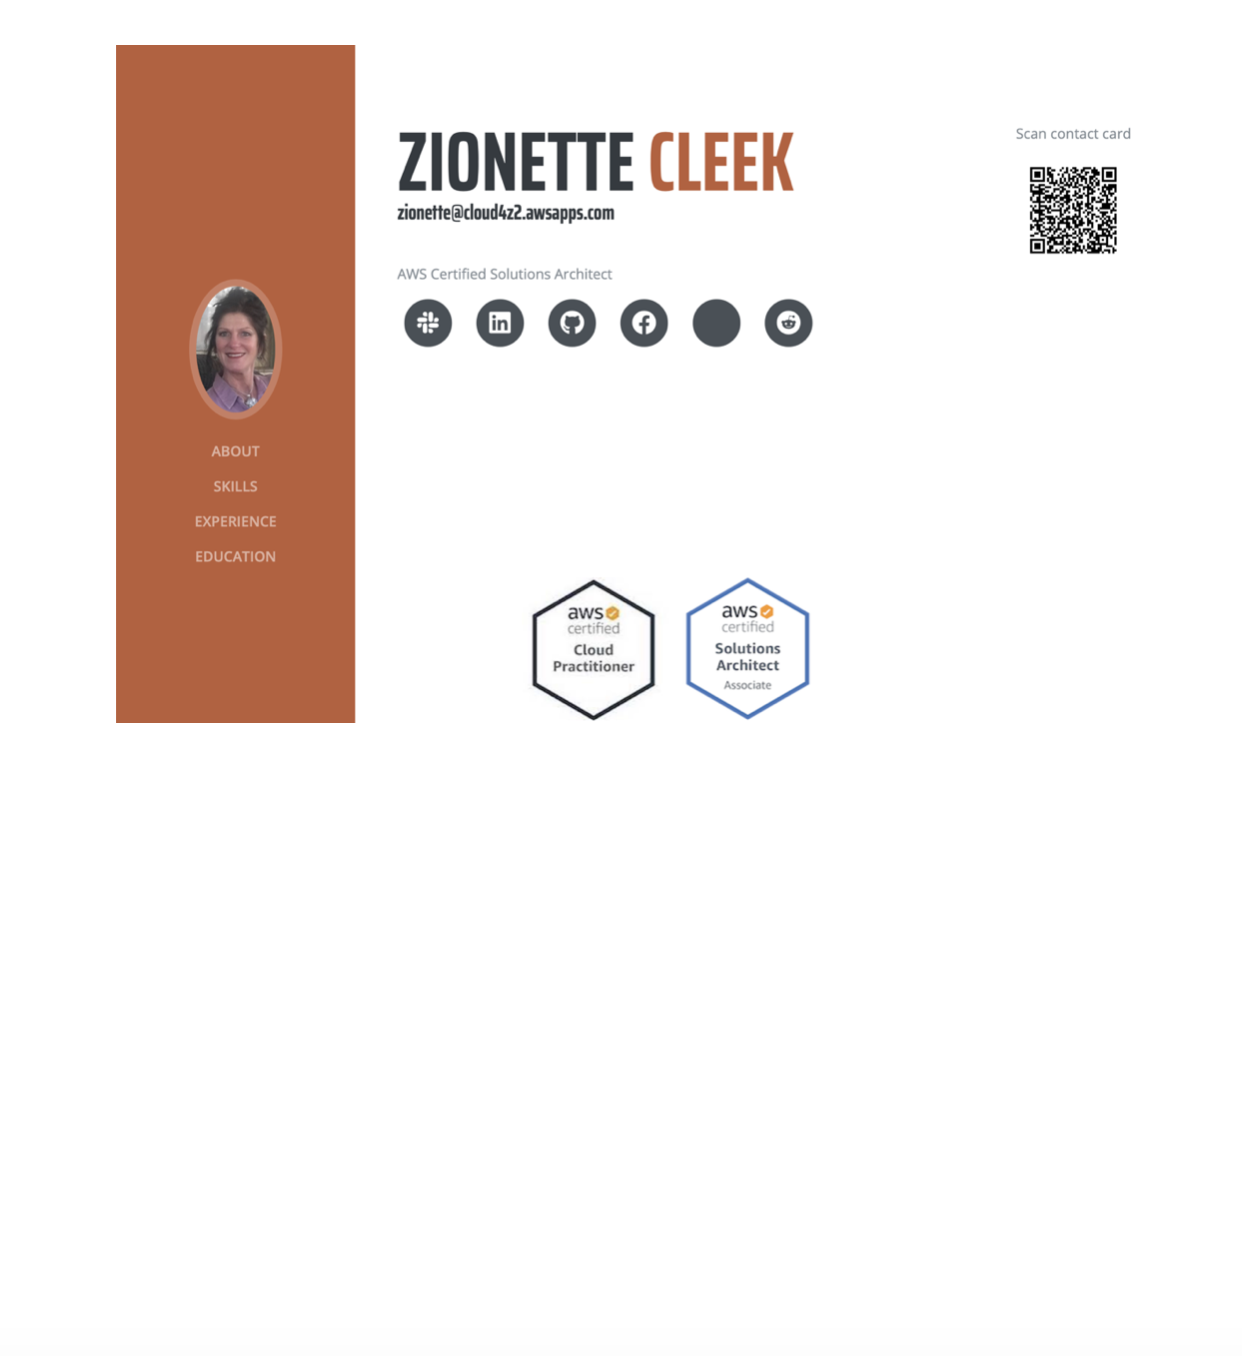 ZIONETTE CLEEK
zionette@cloud4z2.awsapps.com
AWS Certified Solutions Architect
Scan contact card
ABOUT
SKILLS
EXPERIENCE
EDUCATION
aws
certified
Cloud
Practitioner
aws
certified
Solutions
Architect
Associate